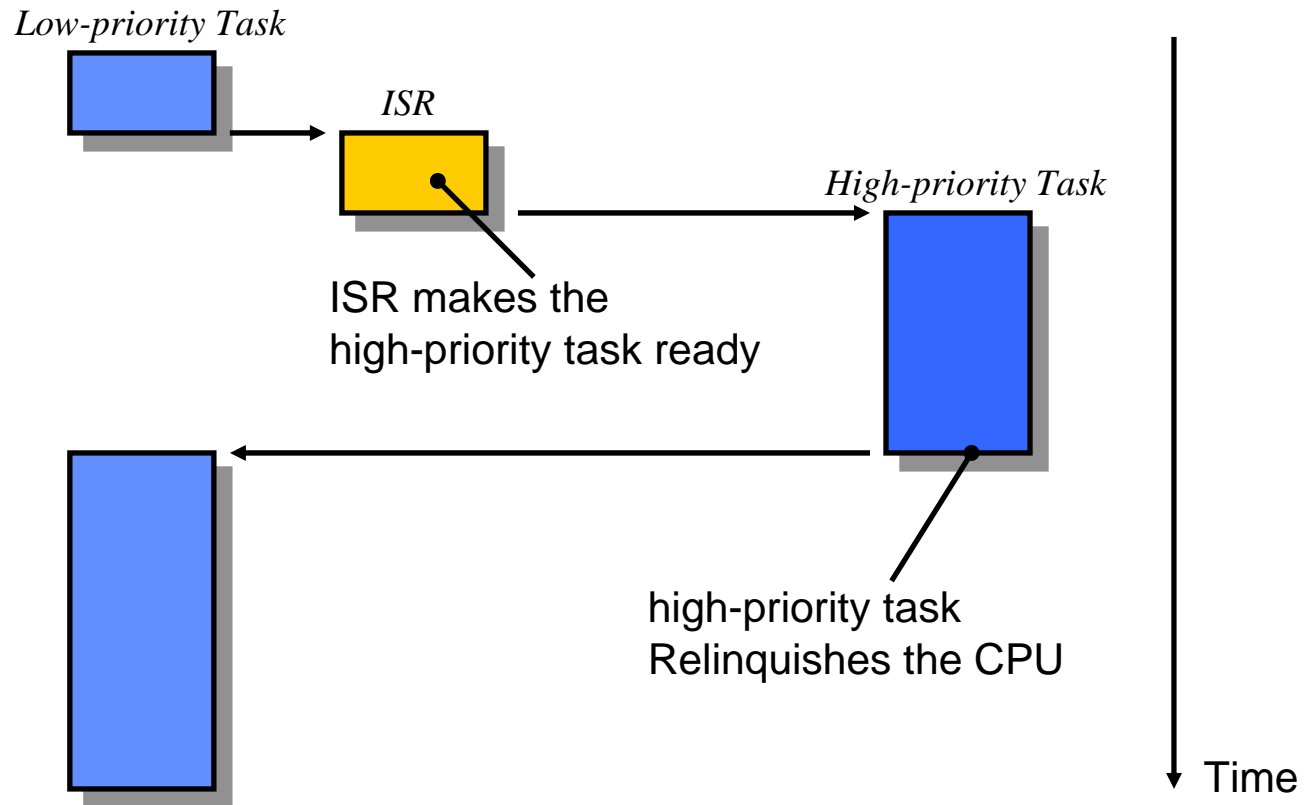 Low-priority Task
ISR
High-priority Task
ISR makes the
high-priority task ready
high-priority task
Relinquishes the CPU
Time